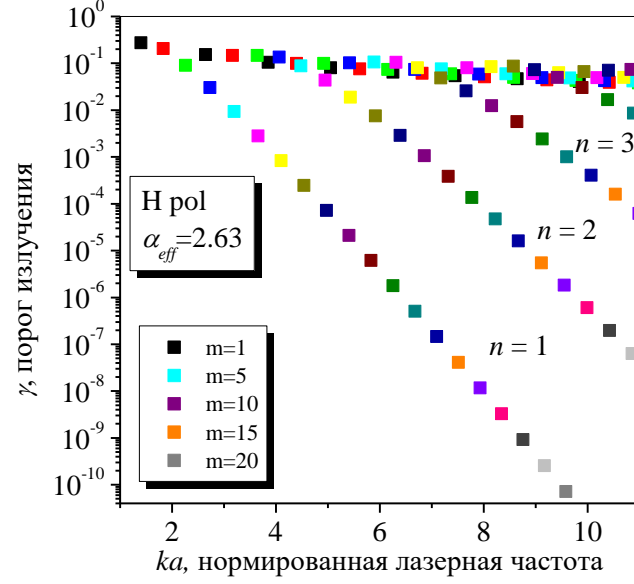 γ, порог излучения
10�1
10⁰
10⁻¹
10⁻²
10⁻³
10⁻⁴
10⁻⁵
10⁻⁶
10⁻⁷
10⁻⁸
10⁻⁹
10⁻¹⁰
H pol
α_eff=2.63
n = 3
n = 2
n = 1
m=1
m=5
m=10
m=15
m=20
2 4 6 8 10
ka, нормированная лазерная частота